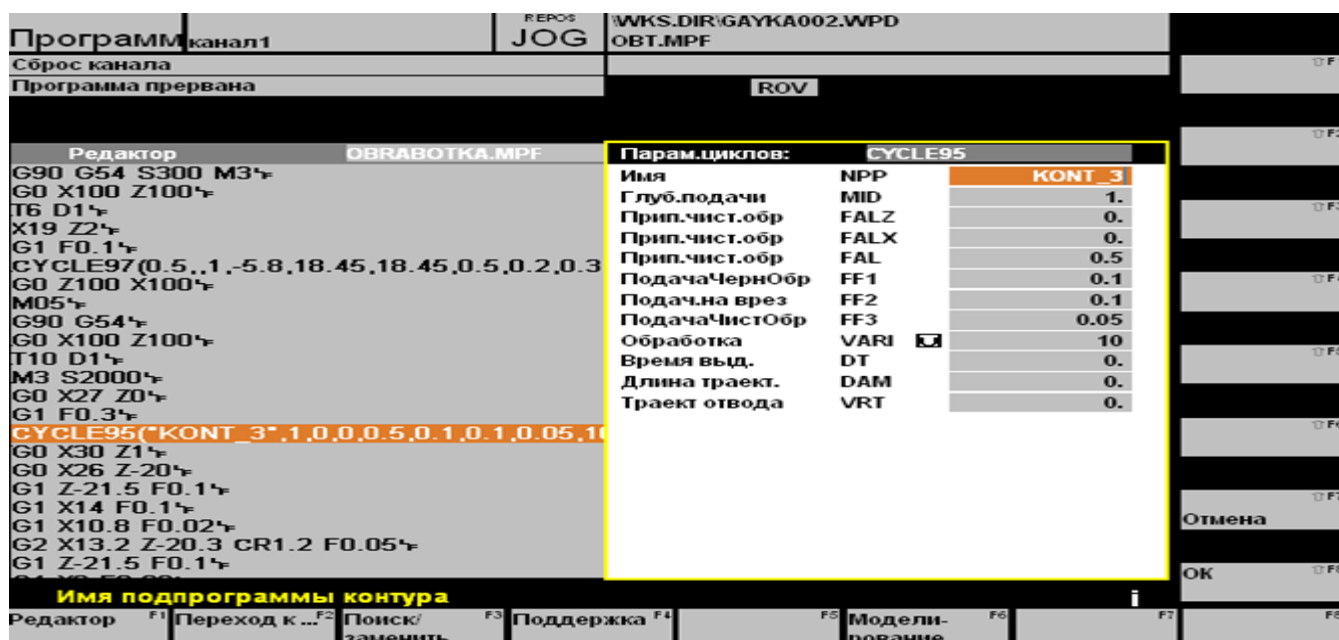 Программ канал1
REPOS
JOG
\WKS.DIR\GAYKA002.WPD
OBT.MPF
Сброс канала
Программа прервана
ROV
Редактор OBRABOTKA.MPF
G90 G54 S300 M3
G0 X100 Z100
T6 D1
X19 Z2
G1 F0.1
CYCLE97(0.5,,1,-5.8,18.45,18.45,0.5,0.2,0.3
G0 Z100 X100
M05
G90 G54
G0 X100 Z100
T10 D1
M3 S2000
G0 X27 Z0
G1 F0.3
CYCLE95("KONT_3",1,0,0,0.5,0.1,0.1,0.05,10
G0 X30 Z1
G0 X26 Z-20
G1 Z-21.5 F0.1
G1 X14 F0.1
G1 X10.8 F0.02
G2 X13.2 Z-20.3 CR1.2 F0.05
G1 Z-21.5 F0.1
Парам.циклов: CYCLE95
Имя NPP KONT_3
Глуб.подачи MID 1.
Прип.чист.обр FALZ 0.
Прип.чист.обр FALX 0.
Прип.чист.обр FAL 0.5
ПодачаЧернОбр FF1 0.1
Подач.на врез FF2 0.1
ПодачаЧистОбр FF3 0.05
Обработка VARI 10
Время выд. DT 0.
Длина траект. DAM 0.
Траект отвода VRT 0.
Отмена
OK
Имя подпрограммы контура i
Редактор F1 Переход к ... F2 Поиск/ F3 Поддержка F4 F5 Модели- F6 F7
заменить рование